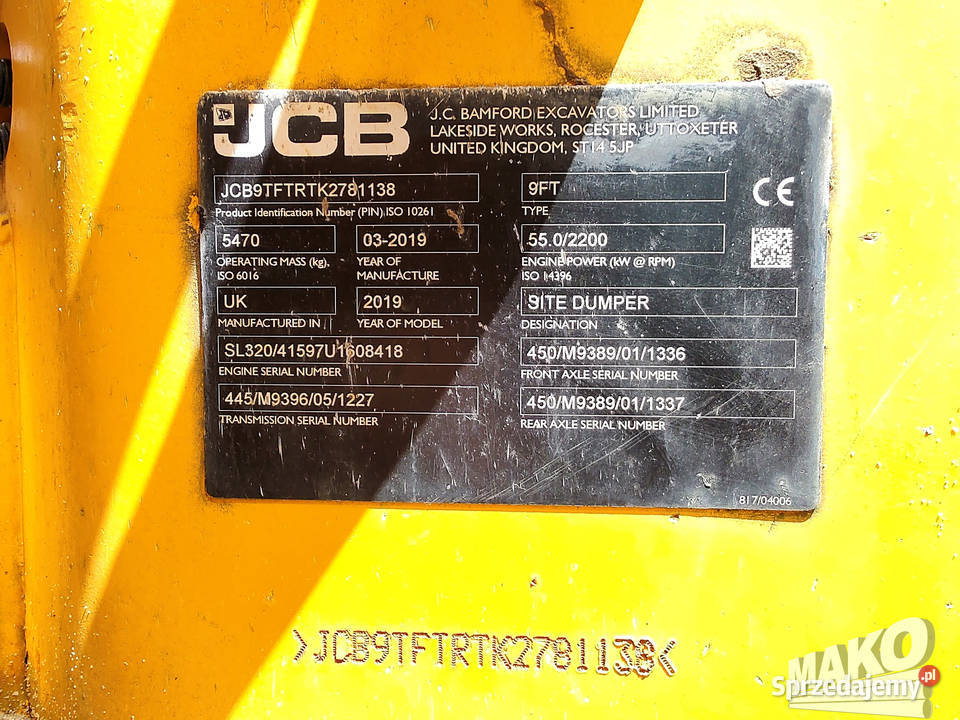 JCB
J.C. BAMFORD EXCAVATORS LIMITED
LAKESIDE WORKS, ROCESTER, UTTOXETER
UNITED KINGDOM, ST14 5JP
JCB9TFTRTK2781138
Product Identification Number (PIN) ISO 10261
9FT
TYPE
CE
5470
OPERATING MASS (kg),
ISO 6016
03-2019
YEAR OF
MANUFACTURE
55.0/2200
ENGINE POWER (kW @ RPM)
ISO 14396
UK
MANUFACTURED IN
2019
YEAR OF MODEL
SITE DUMPER
DESIGNATION
SL320/41597U1608418
ENGINE SERIAL NUMBER
450/M9389/01/1336
FRONT AXLE SERIAL NUMBER
445/M9396/05/1227
TRANSMISSION SERIAL NUMBER
450/M9389/01/1337
REAR AXLE SERIAL NUMBER
817/04006
>JCB9TFTRTK2781138<
MAKO
Sprzedajemy.pl